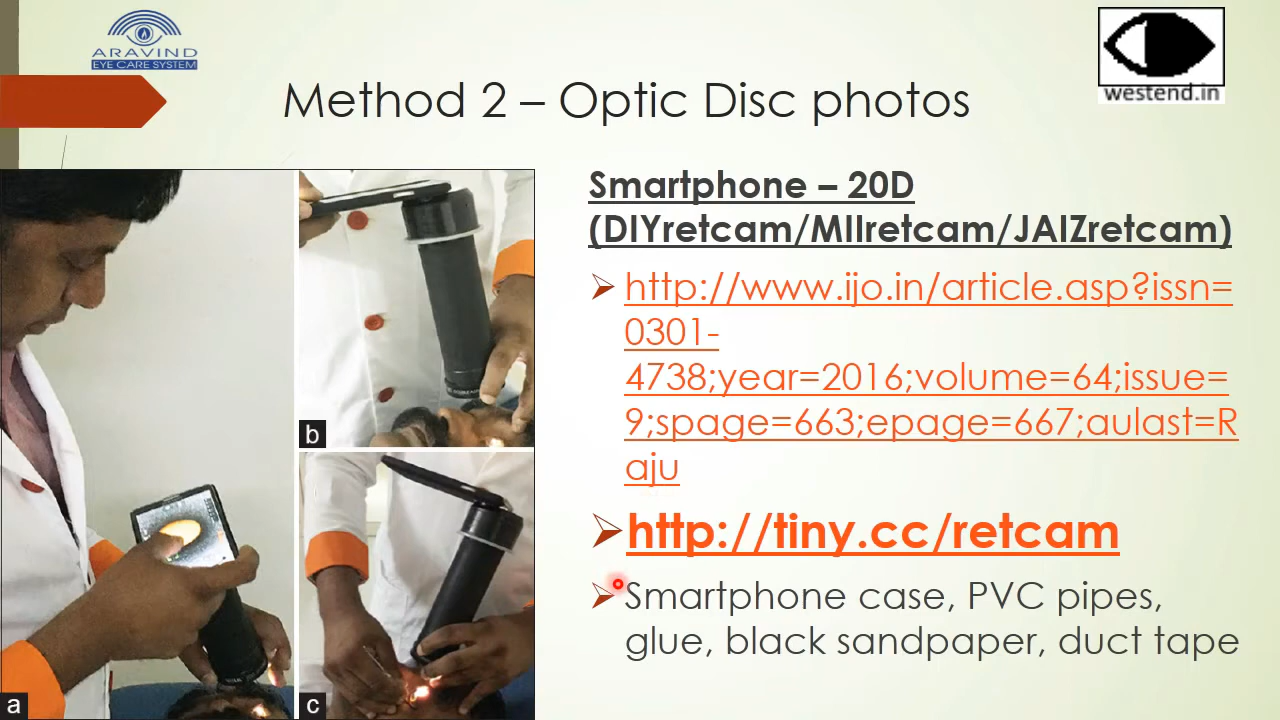 ARAVIND
EYE CARE SYSTEM
westend.in
Method 2 – Optic Disc photos
Smartphone – 20D
(DIYretcam/MIIretcam/JAIZretcam)
http://www.ijo.in/article.asp?issn=
0301-
4738;year=2016;volume=64;issue=
9;spage=663;epage=667;aulast=R
aju
http://tiny.cc/retcam
Smartphone case, PVC pipes,
glue, black sandpaper, duct tape
a
b
c